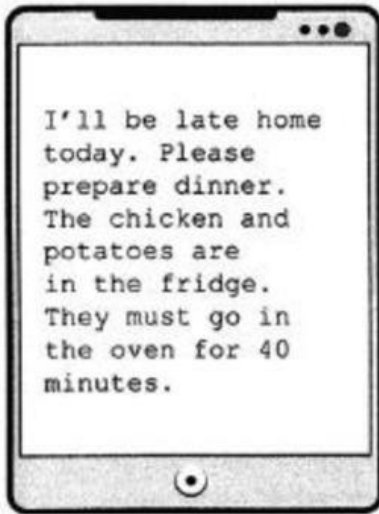 I'll be late home
today. Please
prepare dinner.
The chicken and
potatoes are
in the fridge.
They must go in
the oven for 40
minutes.